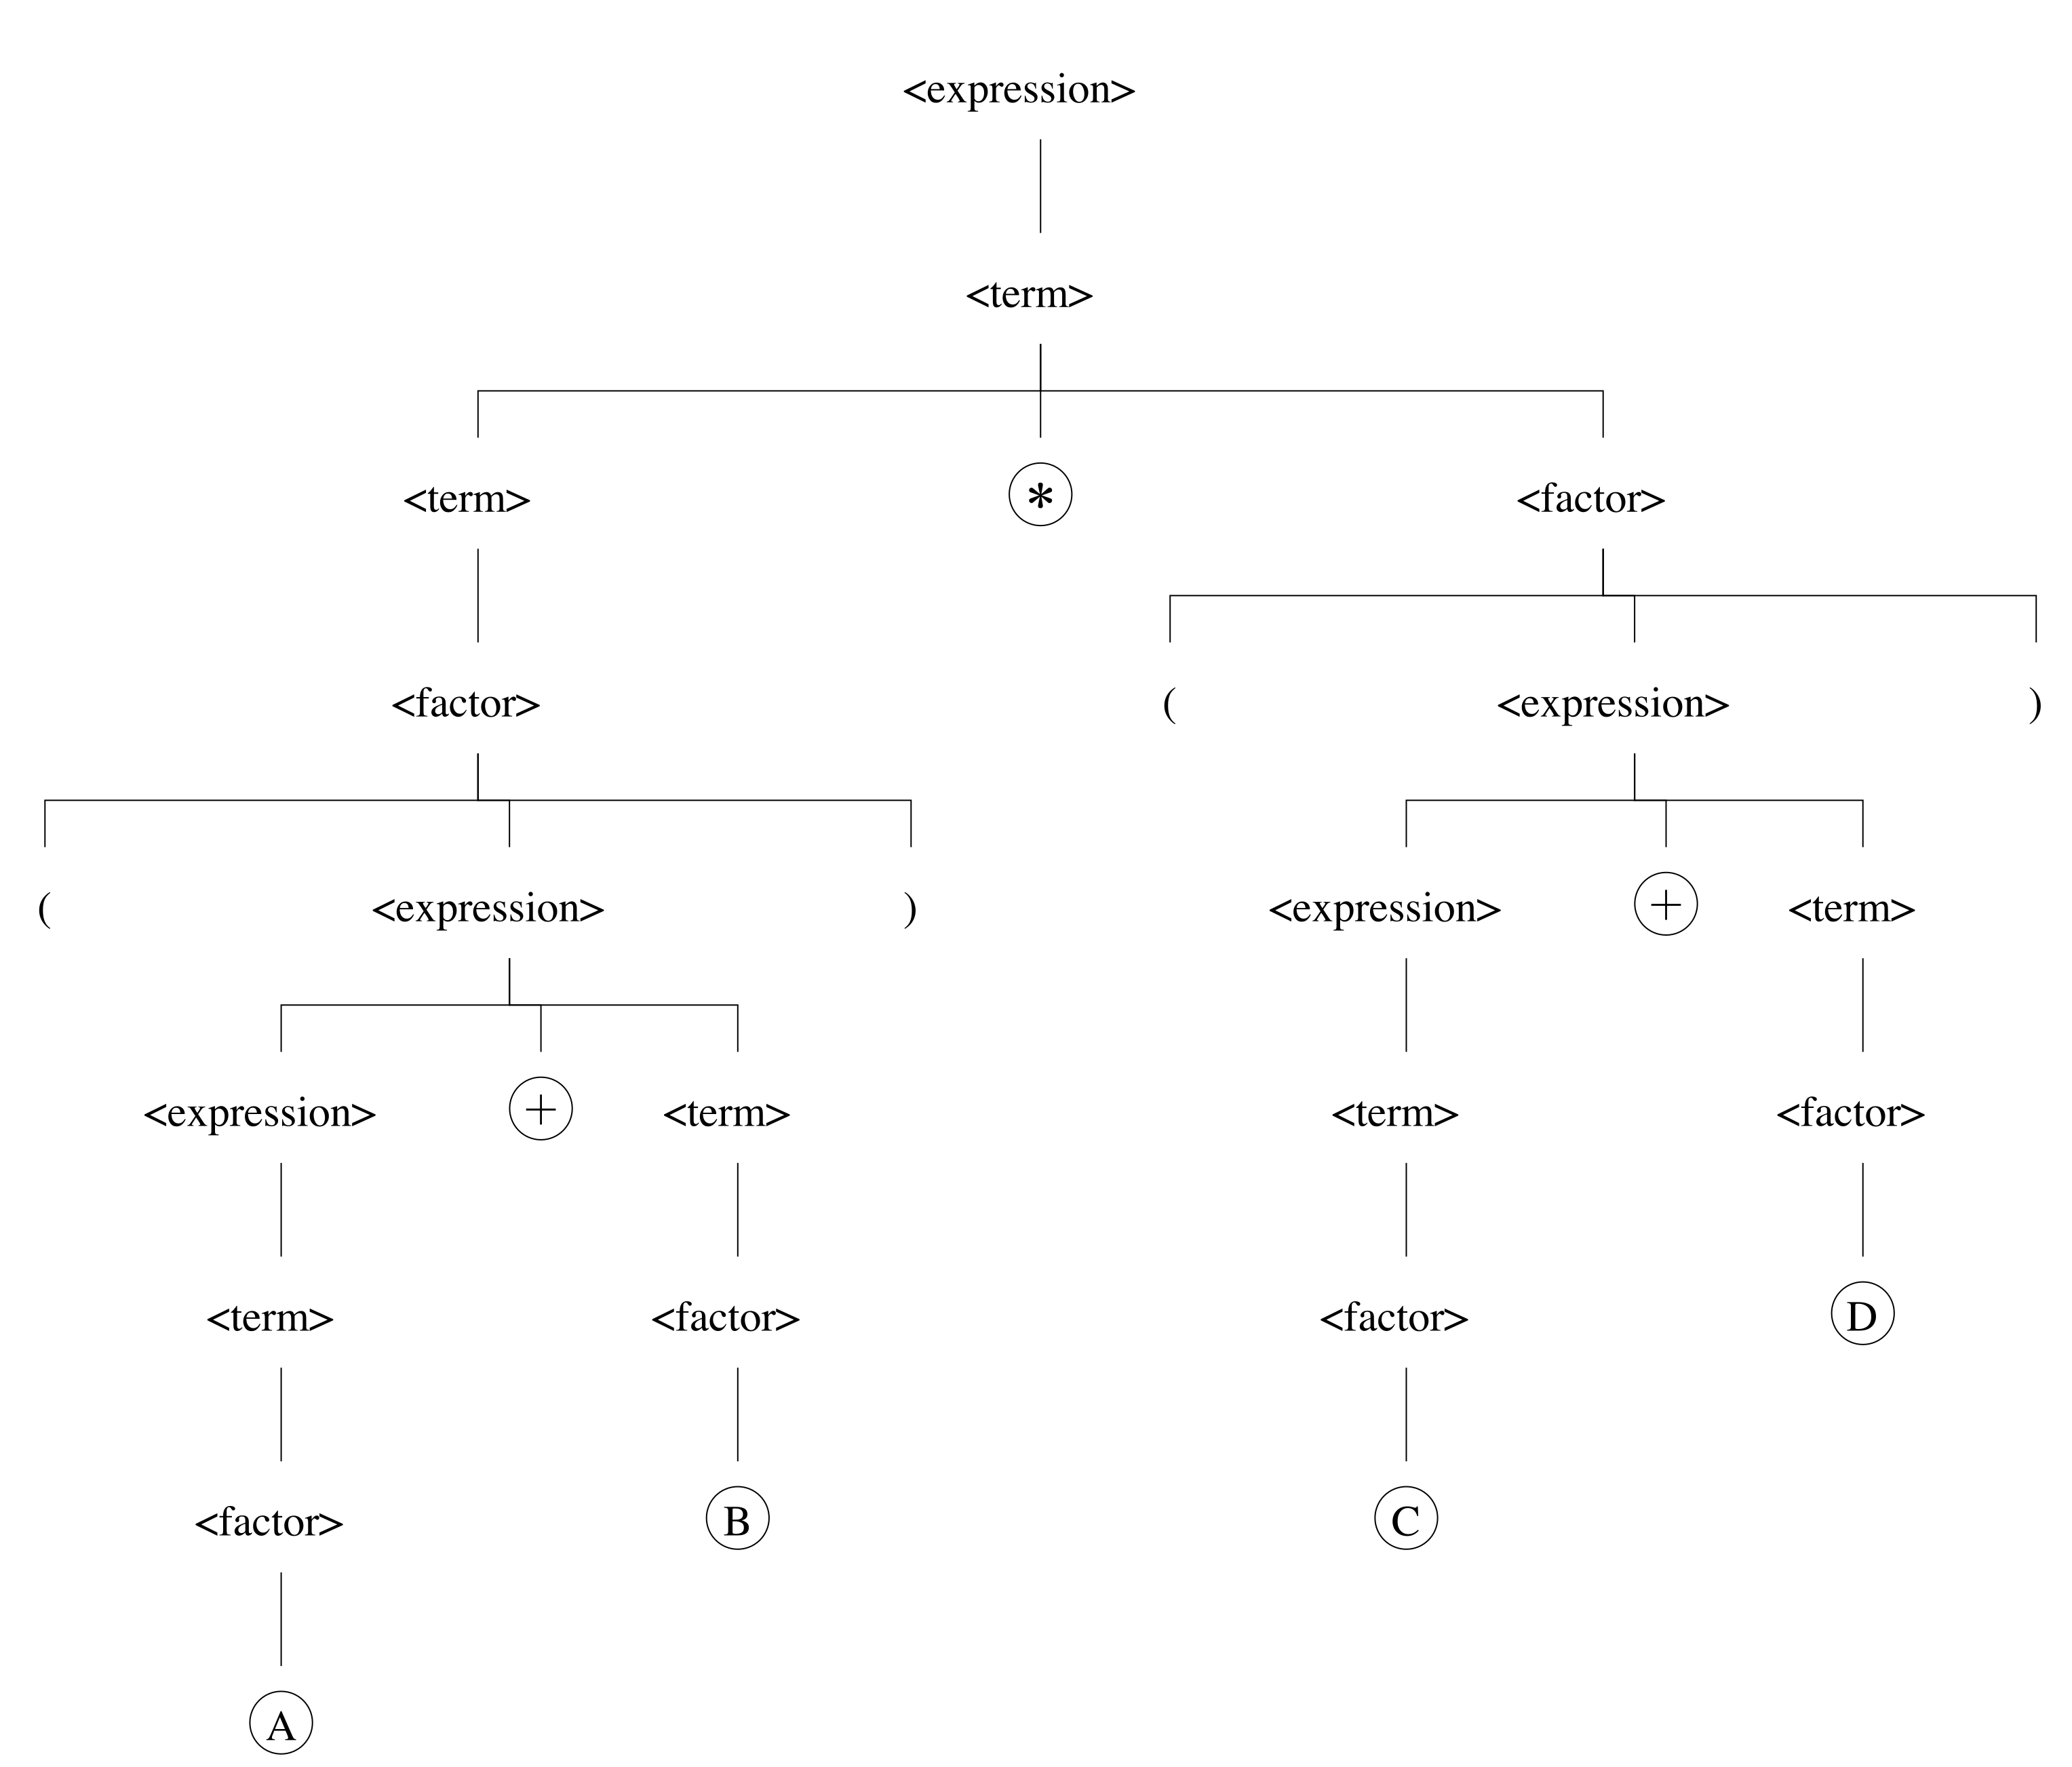 <expression>
<term>
<term> * <factor>
<factor> ( <expression> )
( <expression> ) <expression> + <term>
<expression> + <term> <term> <factor>
<term> <factor> <factor> D
<factor> B C
A